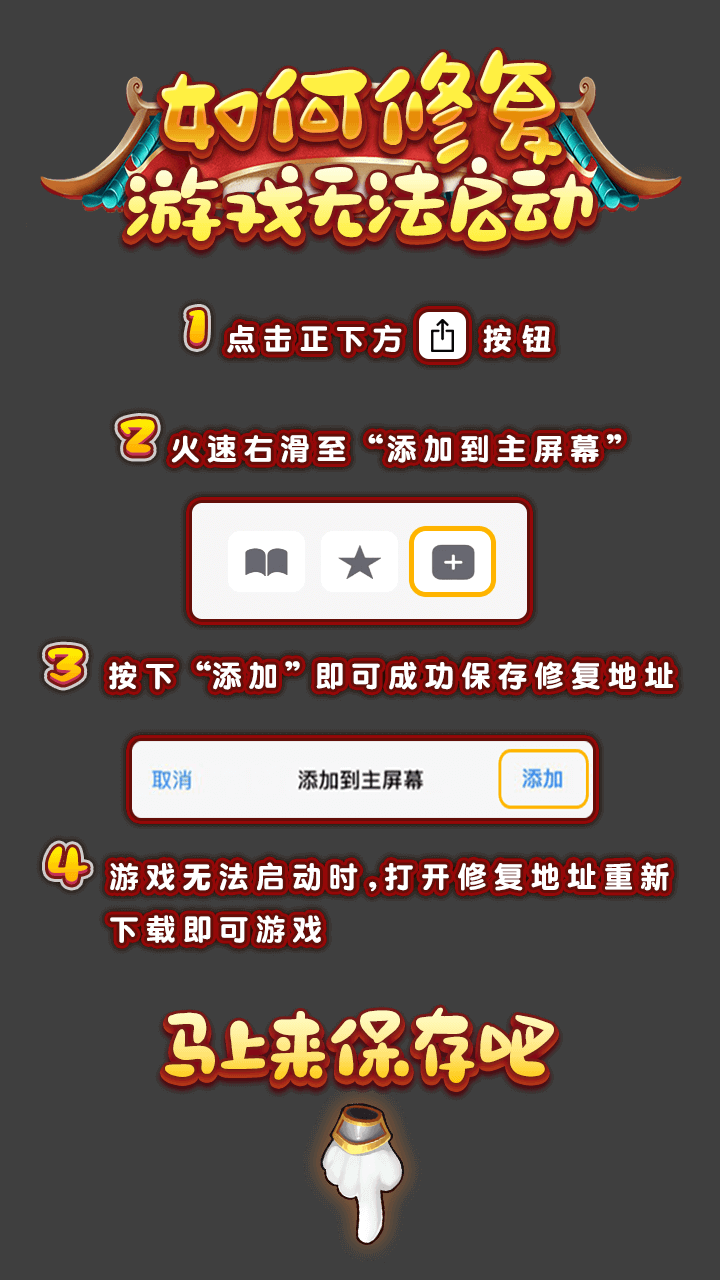 如何修复
游戏无法启动
1 点击正下方 按钮
2 火速右滑至“添加到主屏幕”
3 按下“添加”即可成功保存修复地址
取消 添加到主屏幕 添加
4 游戏无法启动时,打开修复地址重新
下载即可游戏
马上来保存吧